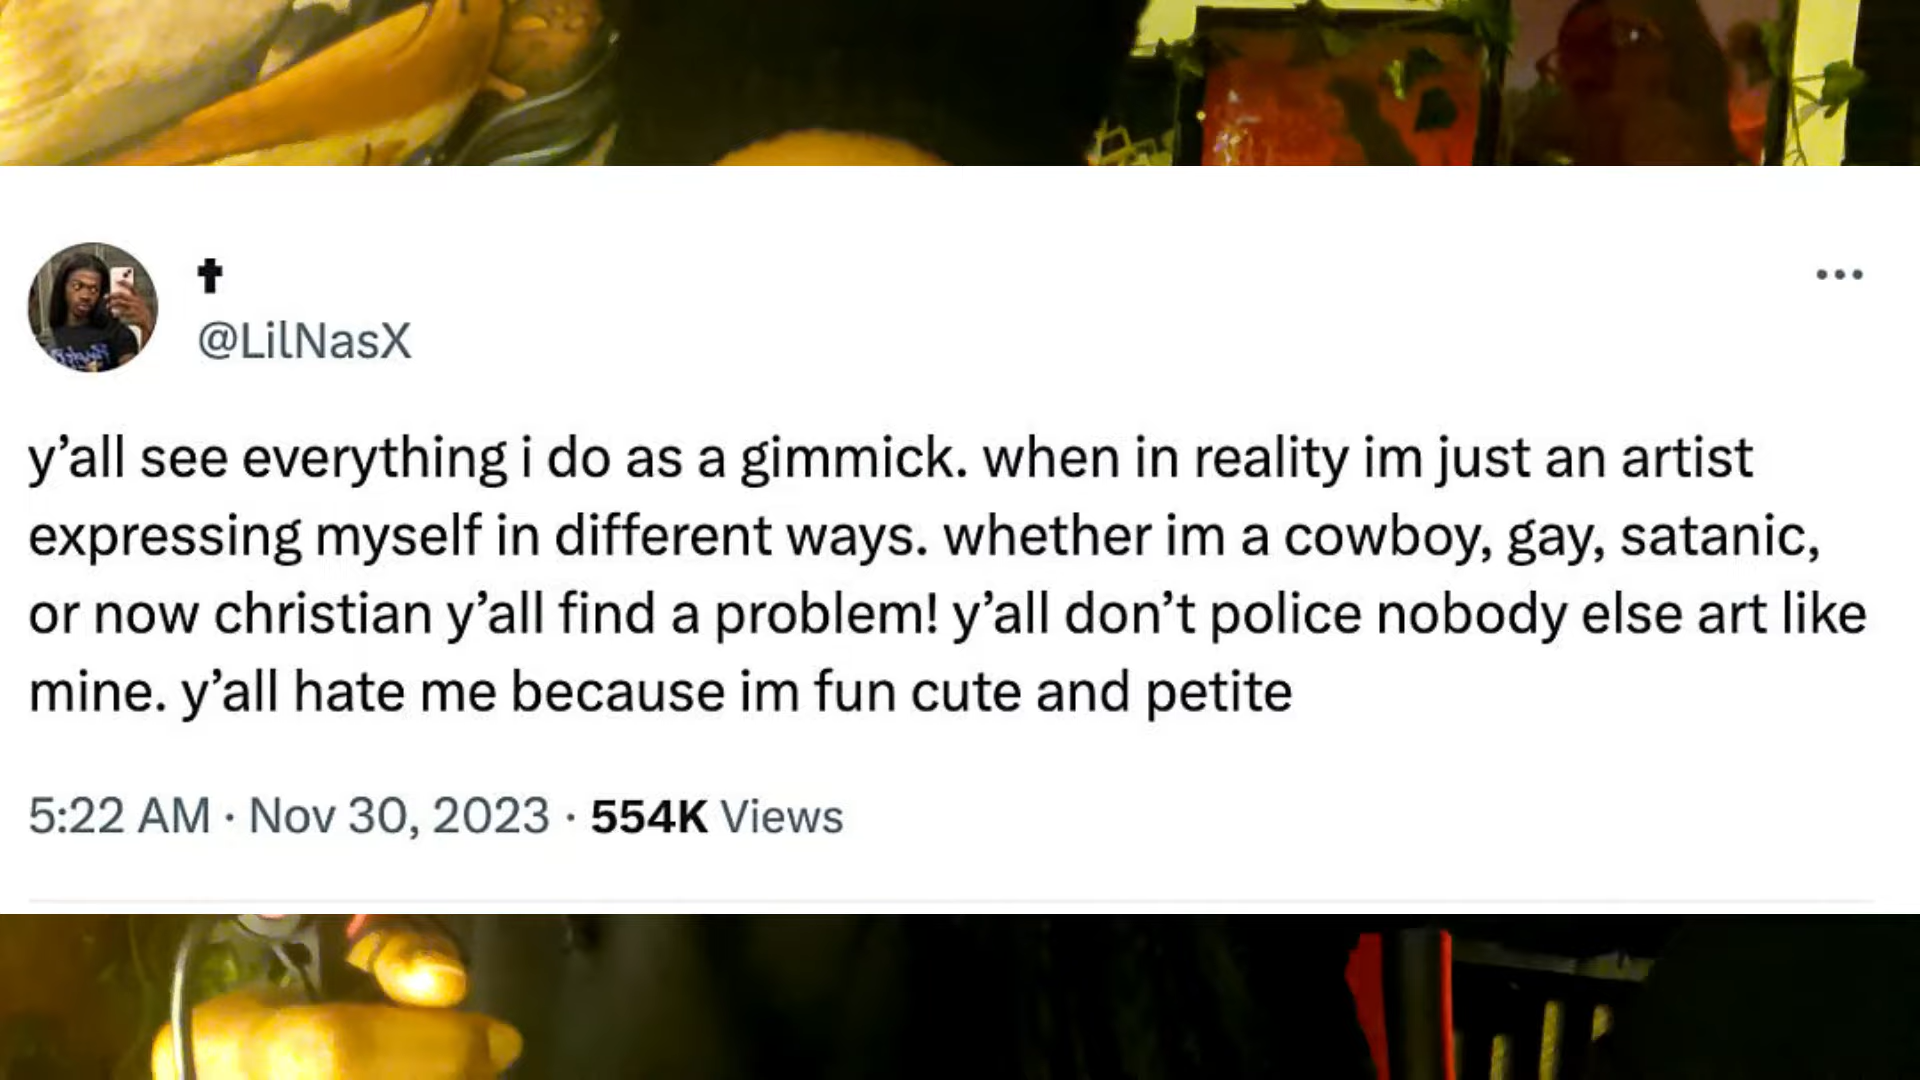 ✝
@LilNasX
y’all see everything i do as a gimmick. when in reality im just an artist
expressing myself in different ways. whether im a cowboy, gay, satanic,
or now christian y’all find a problem! y’all don’t police nobody else art like
mine. y’all hate me because im fun cute and petite
5:22 AM · Nov 30, 2023 · 554K Views